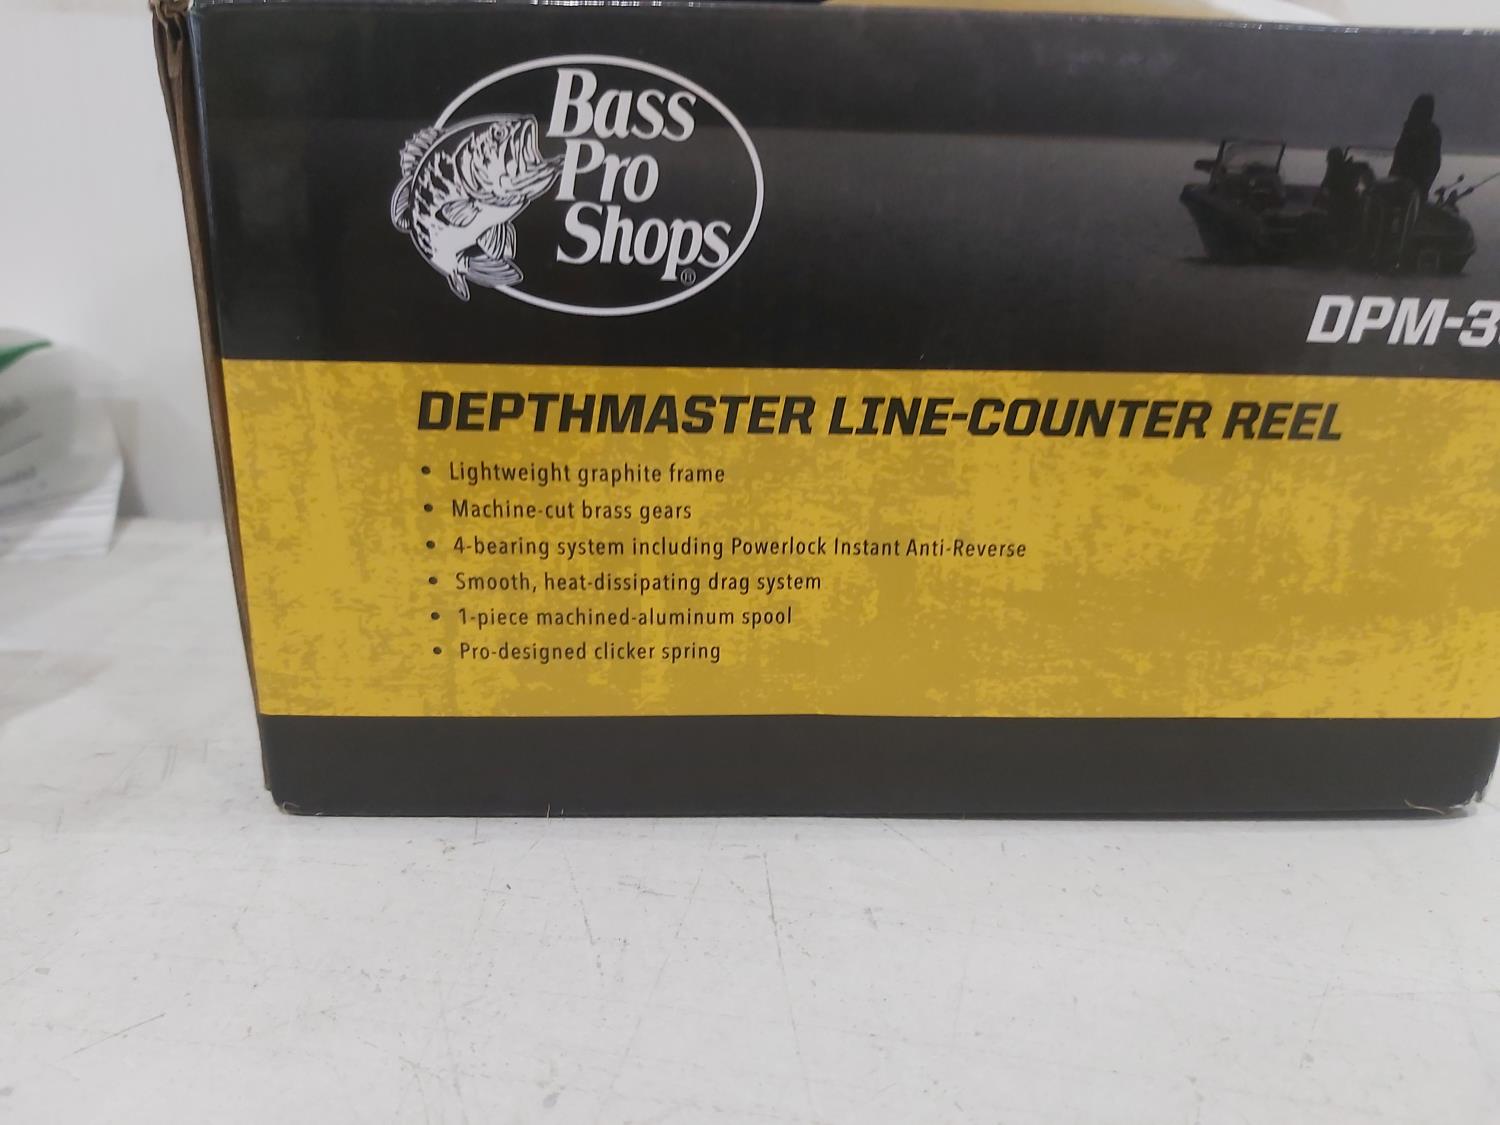 Bass
Pro
Shops®
DPM-3
DEPTHMASTER LINE-COUNTER REEL
• Lightweight graphite frame
• Machine-cut brass gears
• 4-bearing system including Powerlock Instant Anti-Reverse
• Smooth, heat-dissipating drag system
• 1-piece machined-aluminum spool
• Pro-designed clicker spring